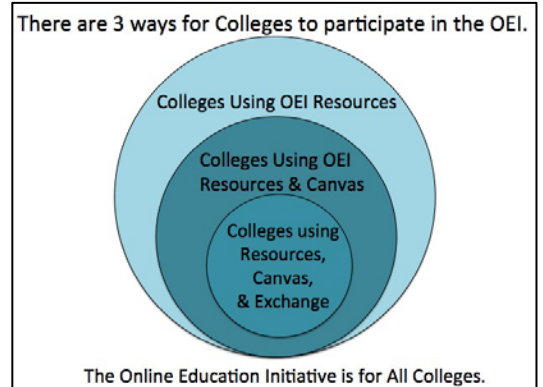 There are 3 ways for Colleges to participate in the OEI.
Colleges Using OEI Resources
Colleges Using OEI
Resources & Canvas
Colleges using
Resources,
Canvas,
& Exchange
The Online Education Initiative is for All Colleges.